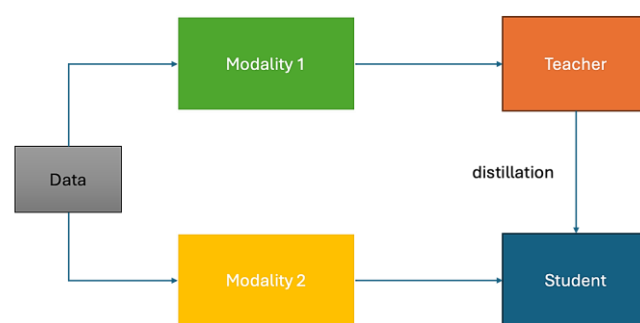 Modality 1
Teacher
Data
distillation
Modality 2
Student